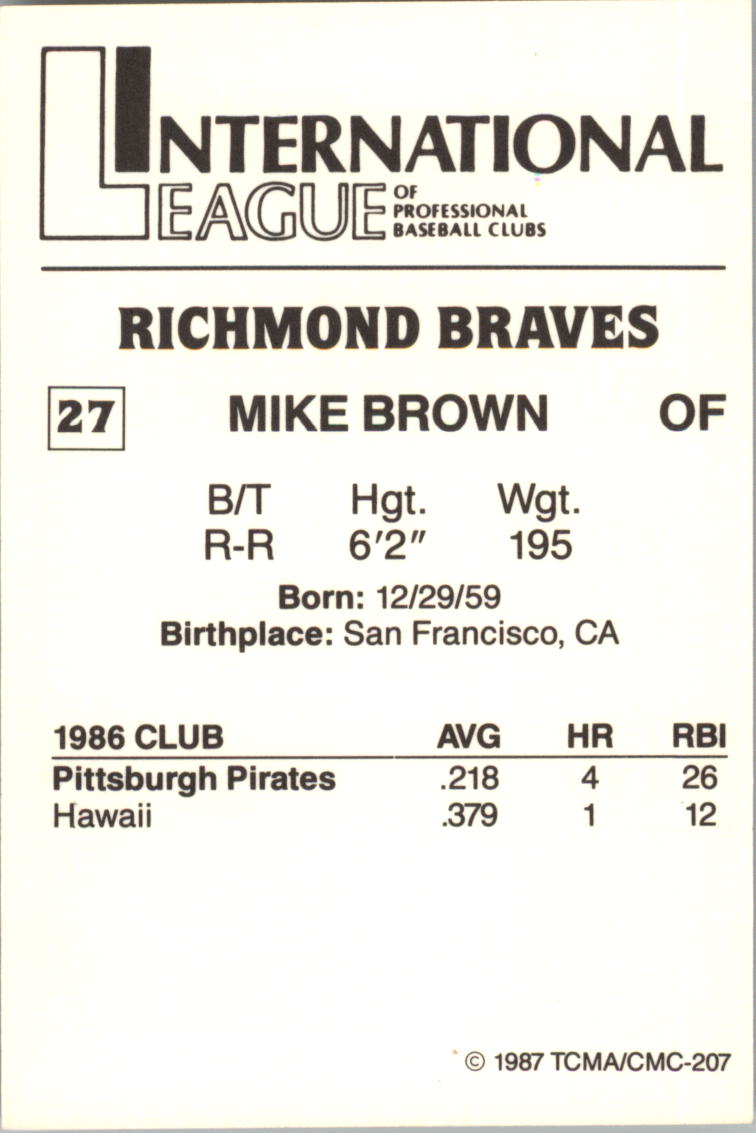 INTERNATIONAL
LEAGUE OF
PROFESSIONAL
BASEBALL CLUBS
RICHMOND BRAVES
27 MIKE BROWN OF
B/T Hgt. Wgt.
R-R 6'2" 195
Born: 12/29/59
Birthplace: San Francisco, CA
1986 CLUB AVG HR RBI
Pittsburgh Pirates .218 4 26
Hawaii .379 1 12
© 1987 TCMA/CMC-207